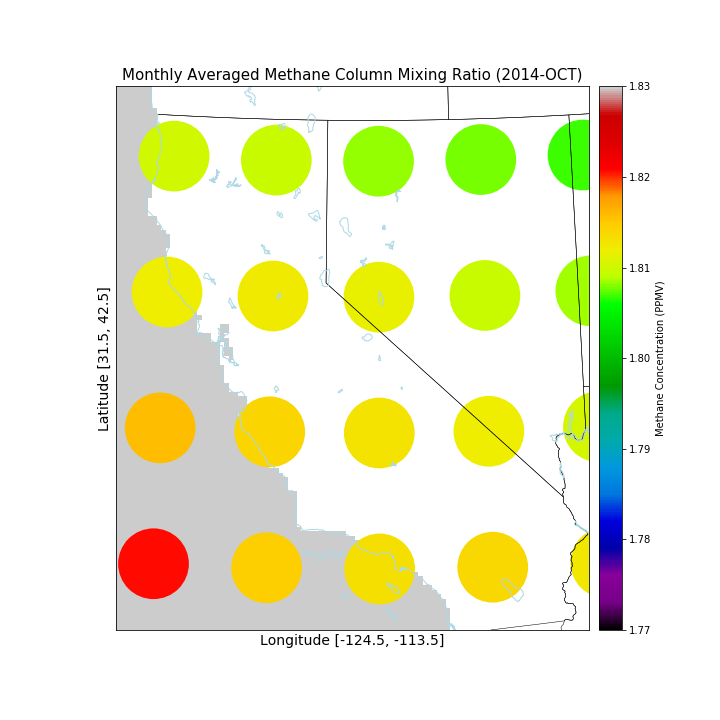 Monthly Averaged Methane Column Mixing Ratio (2014-OCT)
Latitude [31.5, 42.5]
Longitude [-124.5, -113.5]
1.83
1.82
1.81
1.80
1.79
1.78
1.77
Methane Concentration (PPMV)